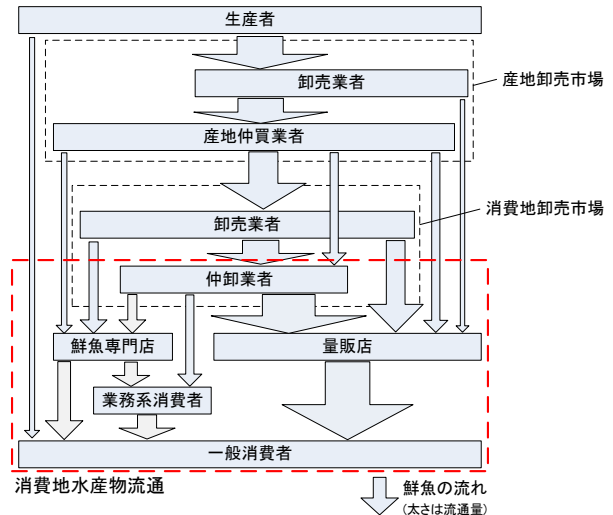 生産者
卸売業者
産地卸売市場
産地仲買業者
消費地卸売市場
卸売業者
仲卸業者
鮮魚専門店
量販店
業務系消費者
一般消費者
消費地水産物流通
鮮魚の流れ
(太さは流通量)